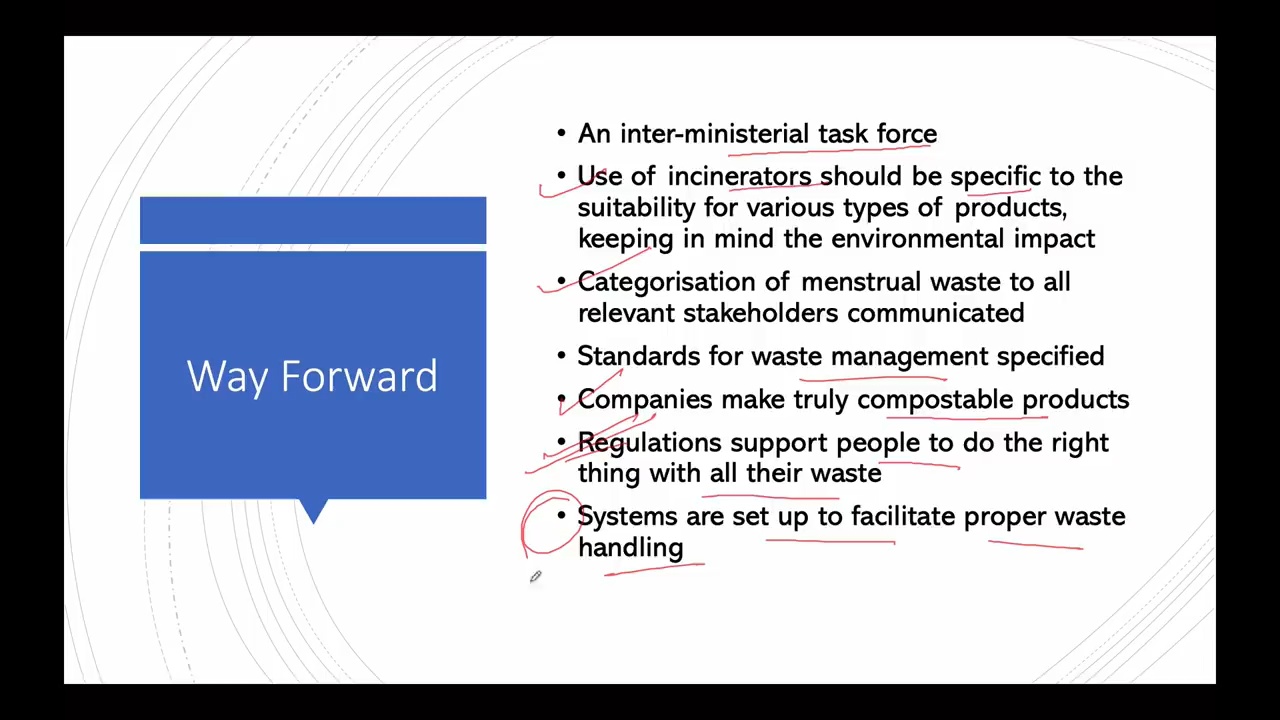 Way Forward
• An inter-ministerial task force
• Use of incinerators should be specific to the
suitability for various types of products,
keeping in mind the environmental impact
• Categorisation of menstrual waste to all
relevant stakeholders communicated
• Standards for waste management specified
• Companies make truly compostable products
• Regulations support people to do the right
thing with all their waste
• Systems are set up to facilitate proper waste
handling